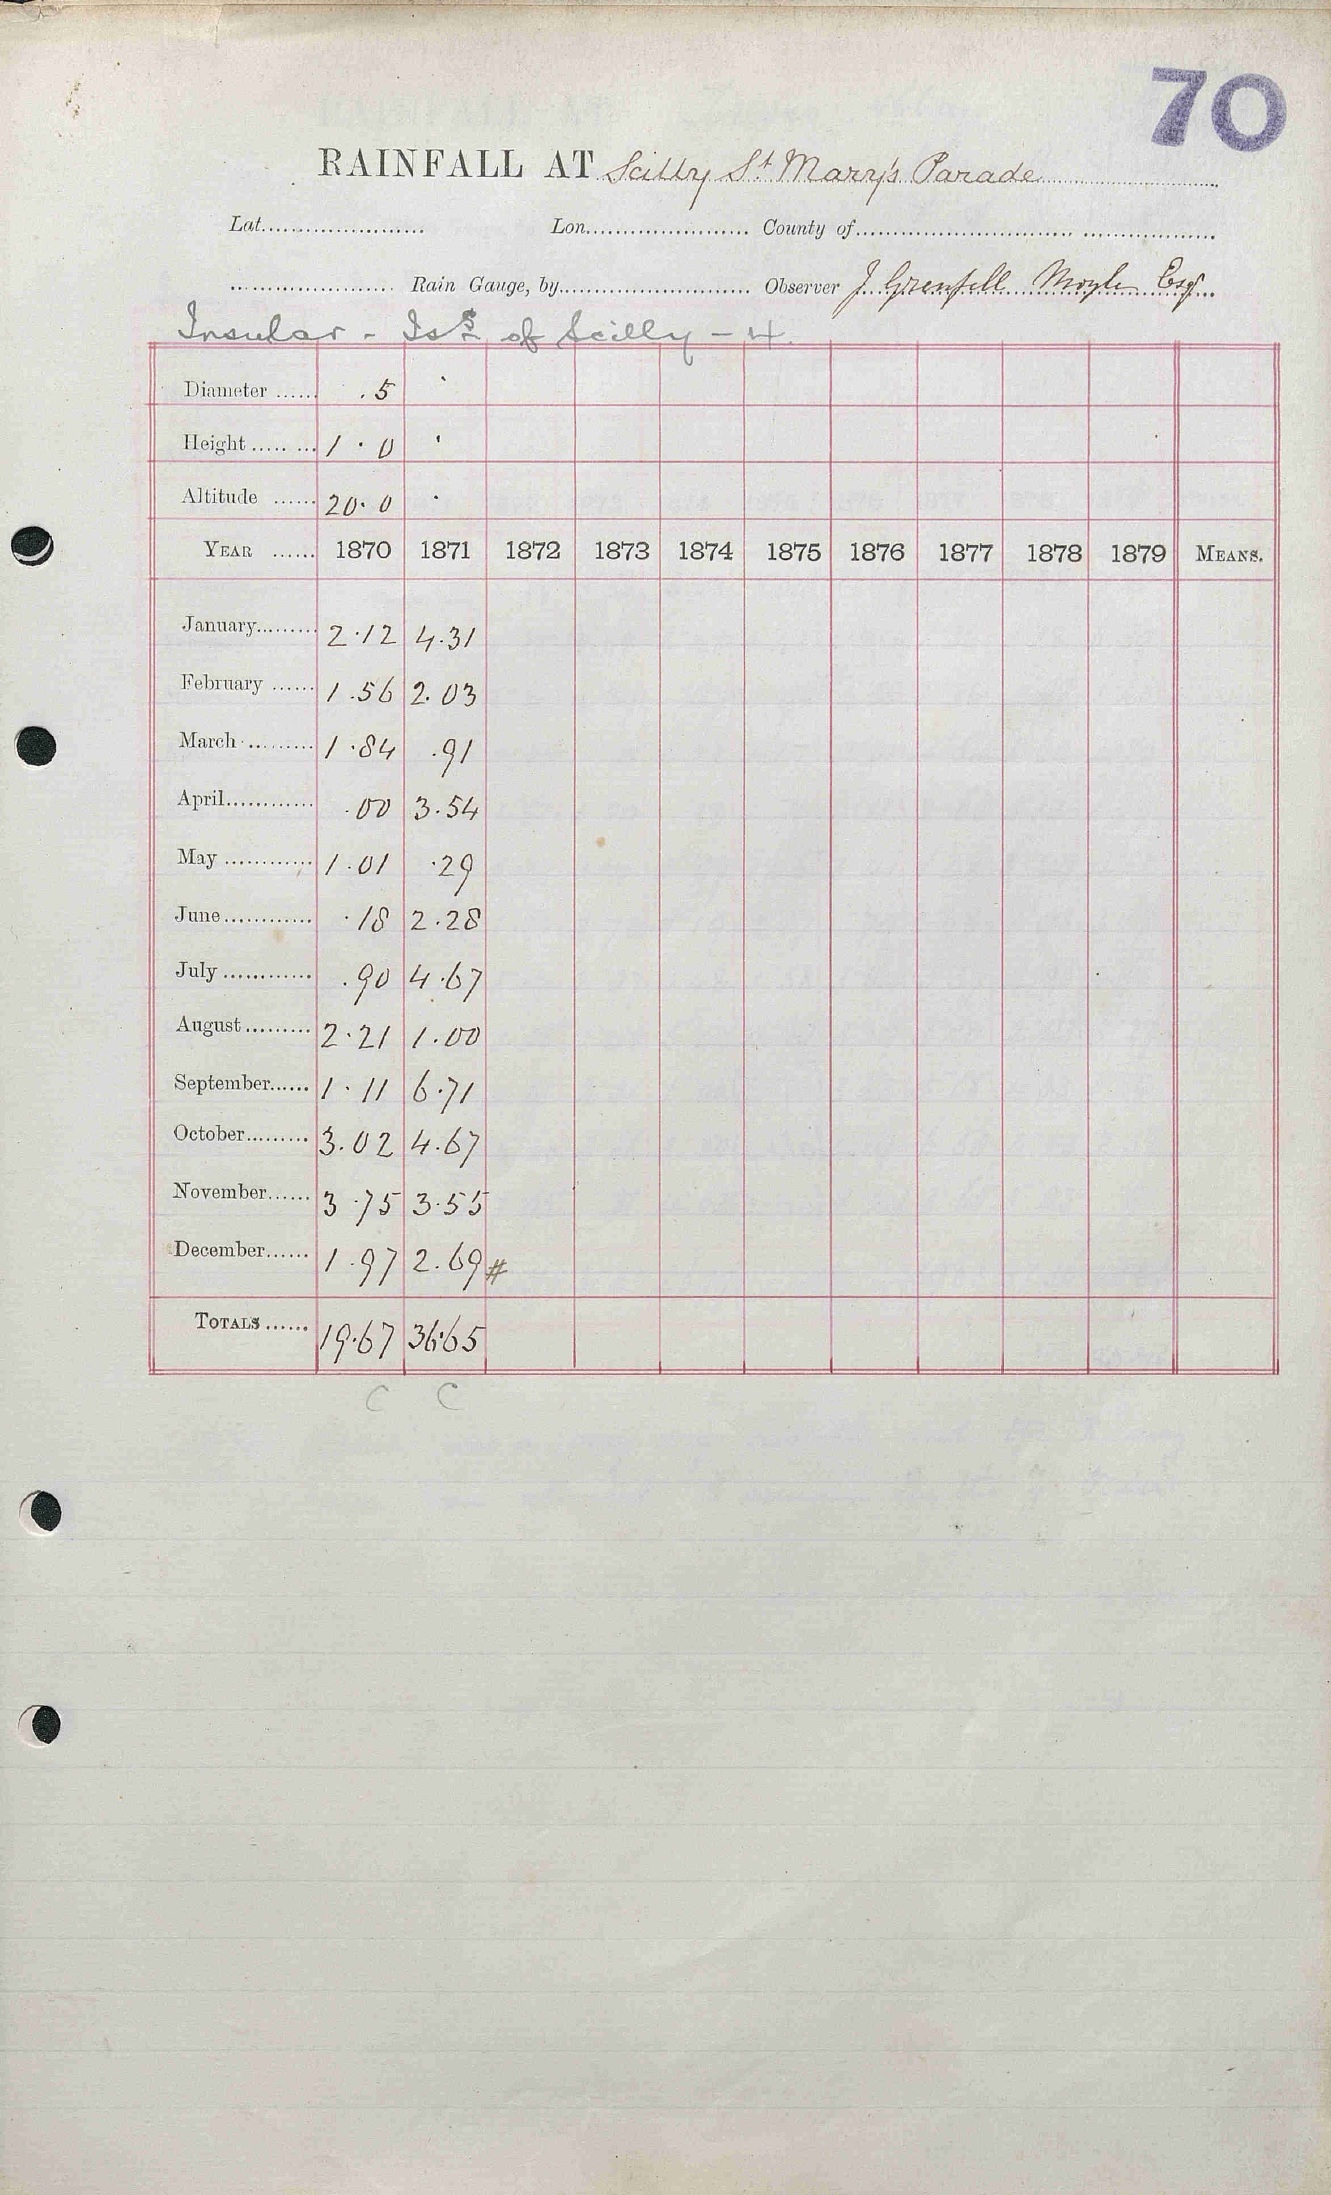 70
RAINFALL AT Scilly St Mary's Parade
Lat...................... Lon...................... County of..............................................
...................... Rain Gauge, by.......................... Observer J. Grenfell Moyle Esq.
Insular - Is.s of Scilly - 4.
Diameter ...... .5 '
Height ......... 1.0 '
Altitude ...... 20.0 .
YEAR ...... 1870 1871 1872 1873 1874 1875 1876 1877 1878 1879 MEANS.
January......... 2.12 4.31
February ...... 1.56 2.03
March .......... 1.84 .91
April............ .00 3.54
May ............ 1.01 .29
June............ .18 2.28
July ............ .90 4.67
August ......... 2.21 1.00
September...... 1.11 6.71
October......... 3.02 4.67
November...... 3.75 3.55
December...... 1.97 2.69 #
TOTALS ...... 19.67 36.65
C C